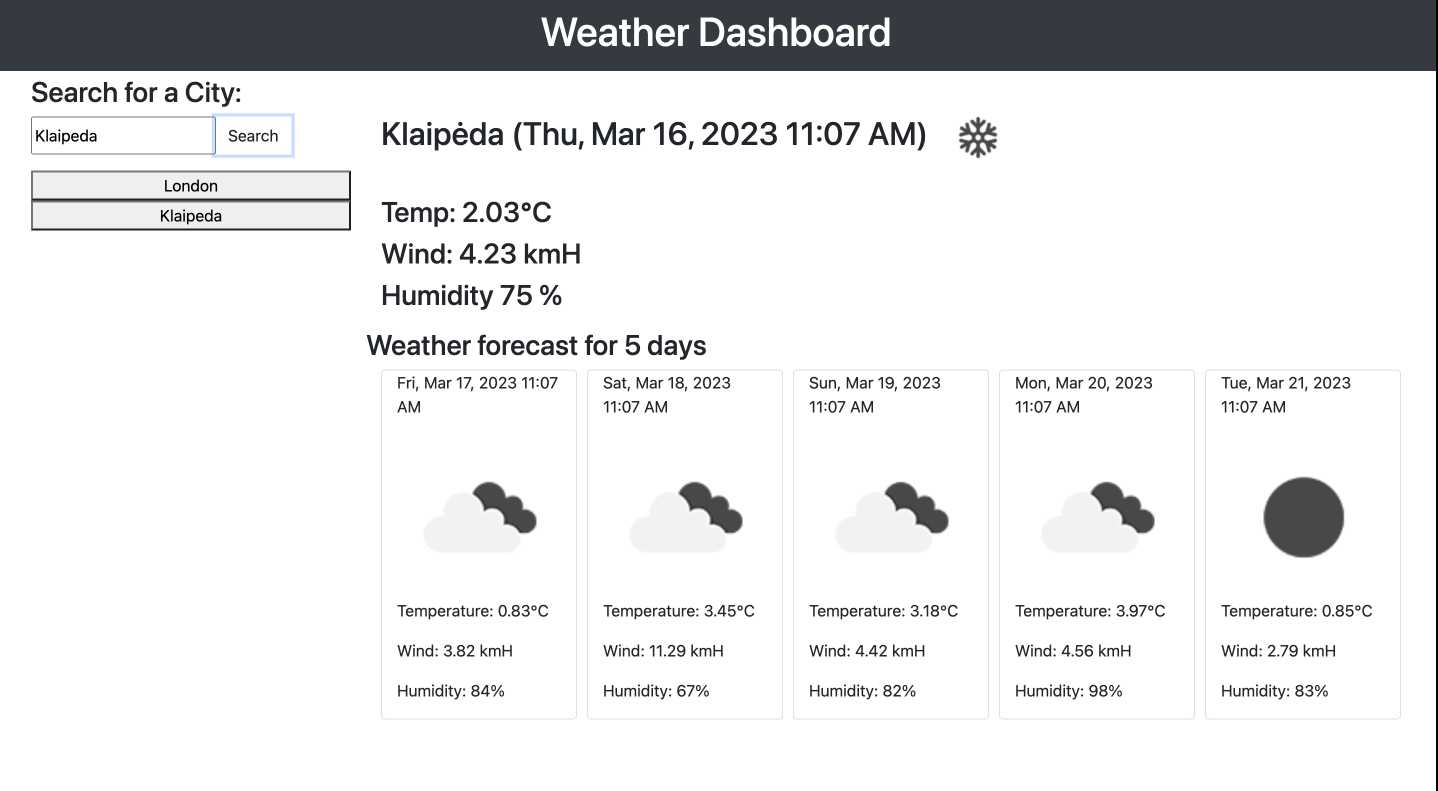 Weather Dashboard
Search for a City:
Klaipeda
Search
London
Klaipeda
Klaipėda (Thu, Mar 16, 2023 11:07 AM)
Temp: 2.03°C
Wind: 4.23 kmH
Humidity 75 %
Weather forecast for 5 days
Fri, Mar 17, 2023 11:07
AM
Temperature: 0.83°C
Wind: 3.82 kmH
Humidity: 84%
Sat, Mar 18, 2023
11:07 AM
Temperature: 3.45°C
Wind: 11.29 kmH
Humidity: 67%
Sun, Mar 19, 2023
11:07 AM
Temperature: 3.18°C
Wind: 4.42 kmH
Humidity: 82%
Mon, Mar 20, 2023
11:07 AM
Temperature: 3.97°C
Wind: 4.56 kmH
Humidity: 98%
Tue, Mar 21, 2023
11:07 AM
Temperature: 0.85°C
Wind: 2.79 kmH
Humidity: 83%